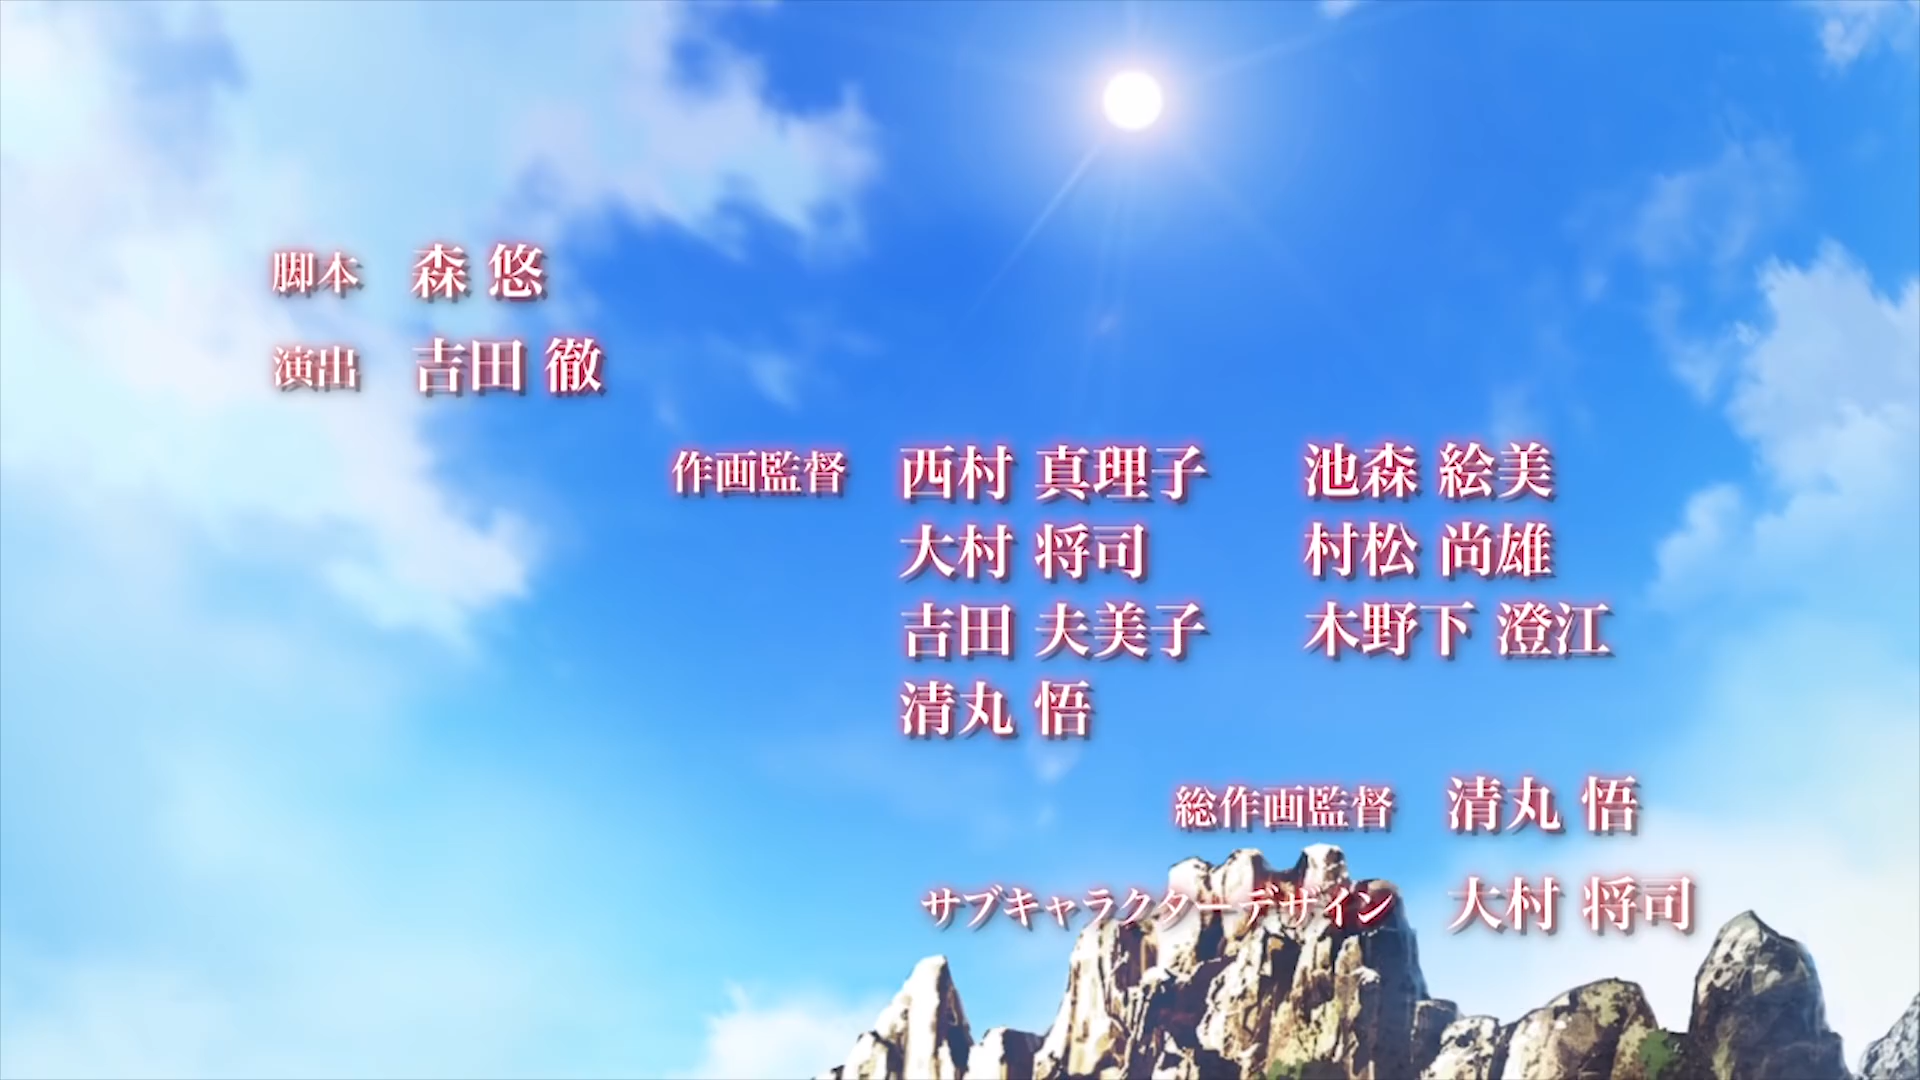 脚本 森 悠
演出 吉田 徹
作画監督 西村 真理子 池森 絵美
大村 将司 村松 尚雄
吉田 夫美子 木野下 澄江
清丸 悟
総作画監督 清丸 悟
サブキャラクターデザイン 大村 将司